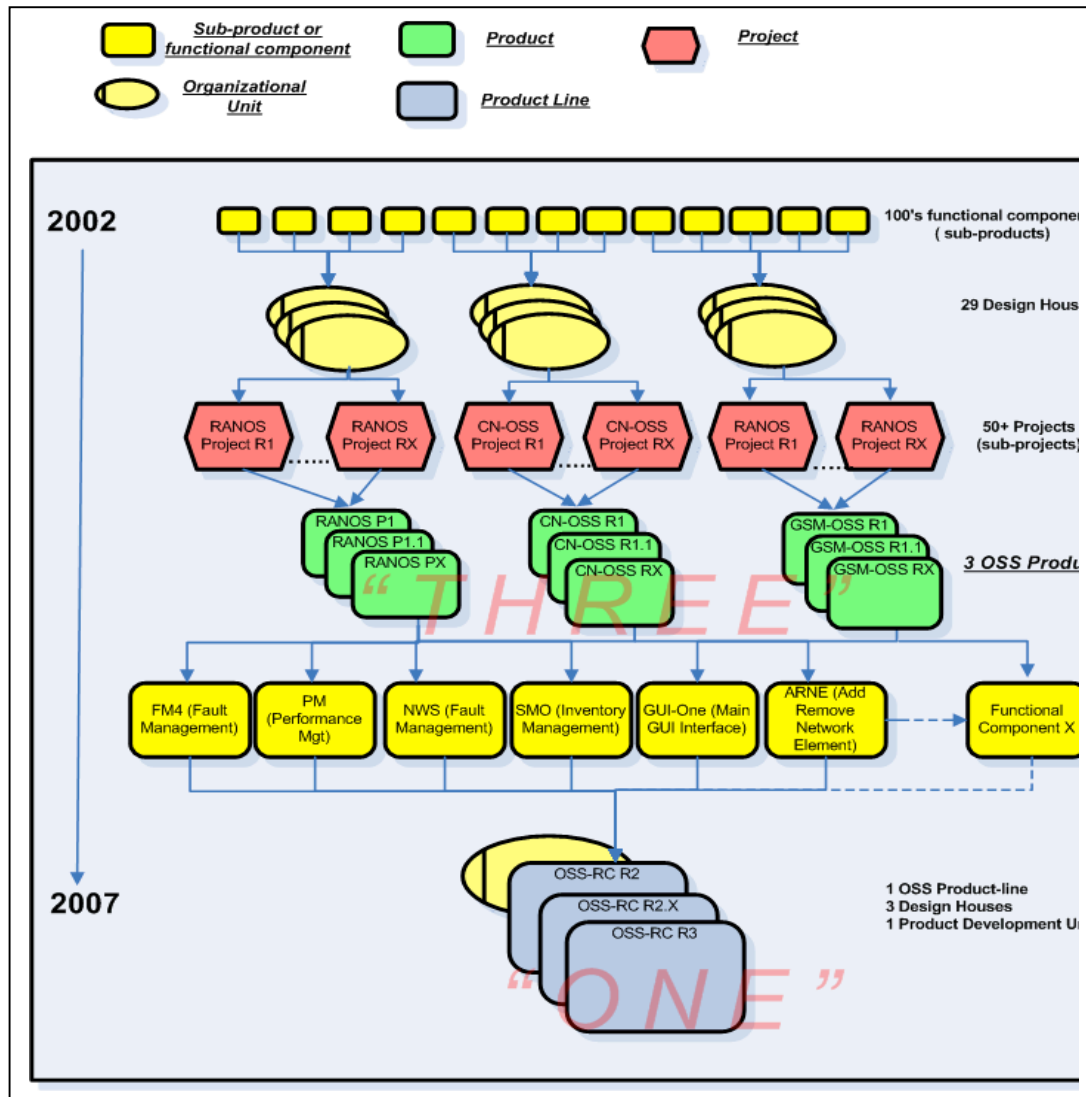 Sub-product or
functional component
Product
Project
Organizational
Unit
Product Line
2002
100's functional compone
( sub-products)
29 Design Hous
RANOS
Project R1
RANOS
Project RX
CN-OSS
Project R1
CN-OSS
Project RX
RANOS
Project R1
RANOS
Project RX
50+ Projects
(sub-projects)
RANOS P1
RANOS P1.1
RANOS PX
CN-OSS R1
CN-OSS R1.1
CN-OSS RX
GSM-OSS R1
GSM-OSS R1.1
GSM-OSS RX
3 OSS Produ
“THREE”
FM4 (Fault
Management)
PM
(Performance
Mgt)
NWS (Fault
Management)
SMO (Inventory
Management)
GUI-One (Main
GUI Interface)
ARNE (Add
Remove
Network
Element)
Functional
Component X
OSS-RC R2
OSS-RC R2.X
OSS-RC R3
2007
1 OSS Product-line
3 Design Houses
1 Product Development Un
“ONE”